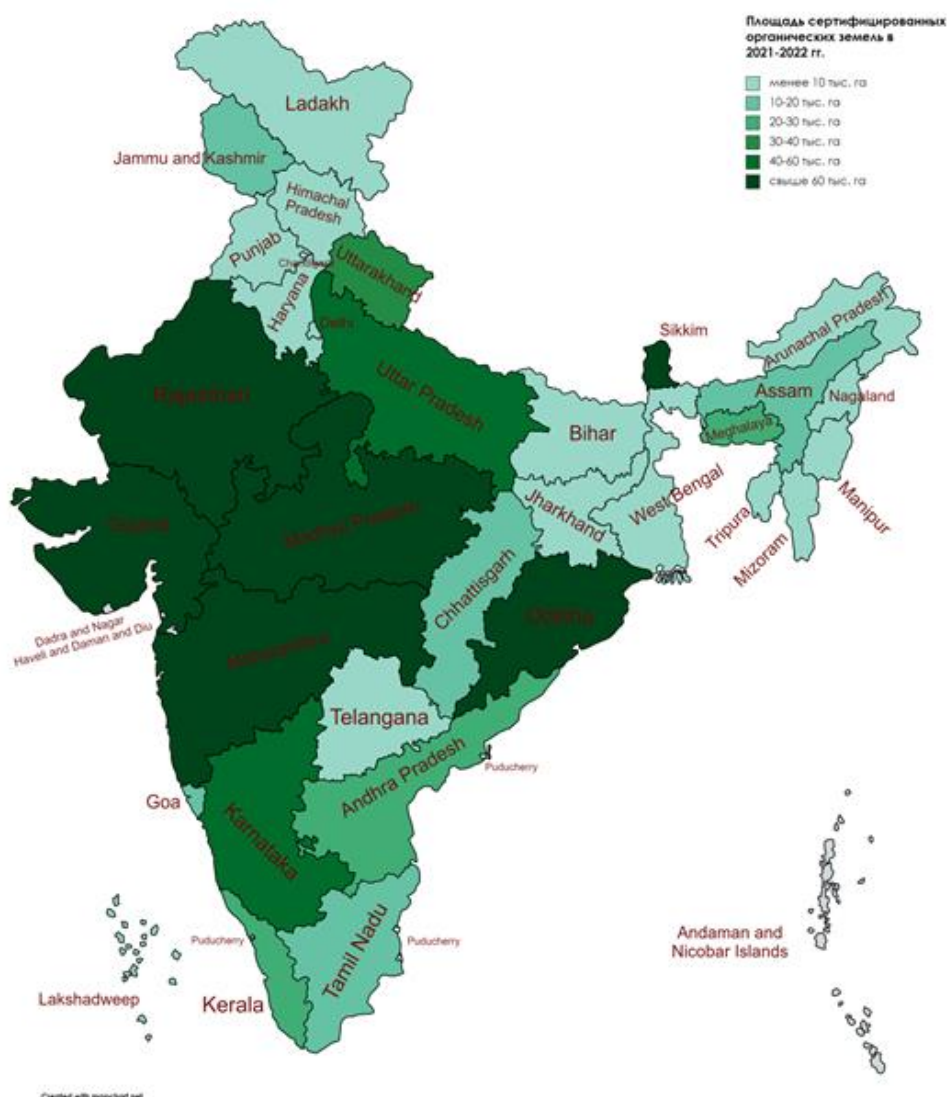 Площадь сертифицированных
органических земель в
2021-2022 гг.
менее 10 тыс. га
10-20 тыс. га
20-30 тыс. га
30-40 тыс. га
40-60 тыс. га
свыше 60 тыс. га
Ladakh
Jammu and Kashmir
Himachal
Pradesh
Punjab
Uttarakhand
Haryana
Delhi
Rajasthan
Uttar Pradesh
Sikkim
Arunachal Pradesh
Assam
Nagaland
Meghalaya
Bihar
Manipur
Tripura
Mizoram
West Bengal
Jharkhand
Gujarat
Madhya Pradesh
Chhattisgarh
Odisha
Dadra and Nagar
Haveli and Daman and Diu
Maharashtra
Telangana
Andhra Pradesh
Puducherry
Goa
Karnataka
Puducherry
Tamil Nadu
Puducherry
Andaman and
Nicobar Islands
Lakshadweep
Kerala